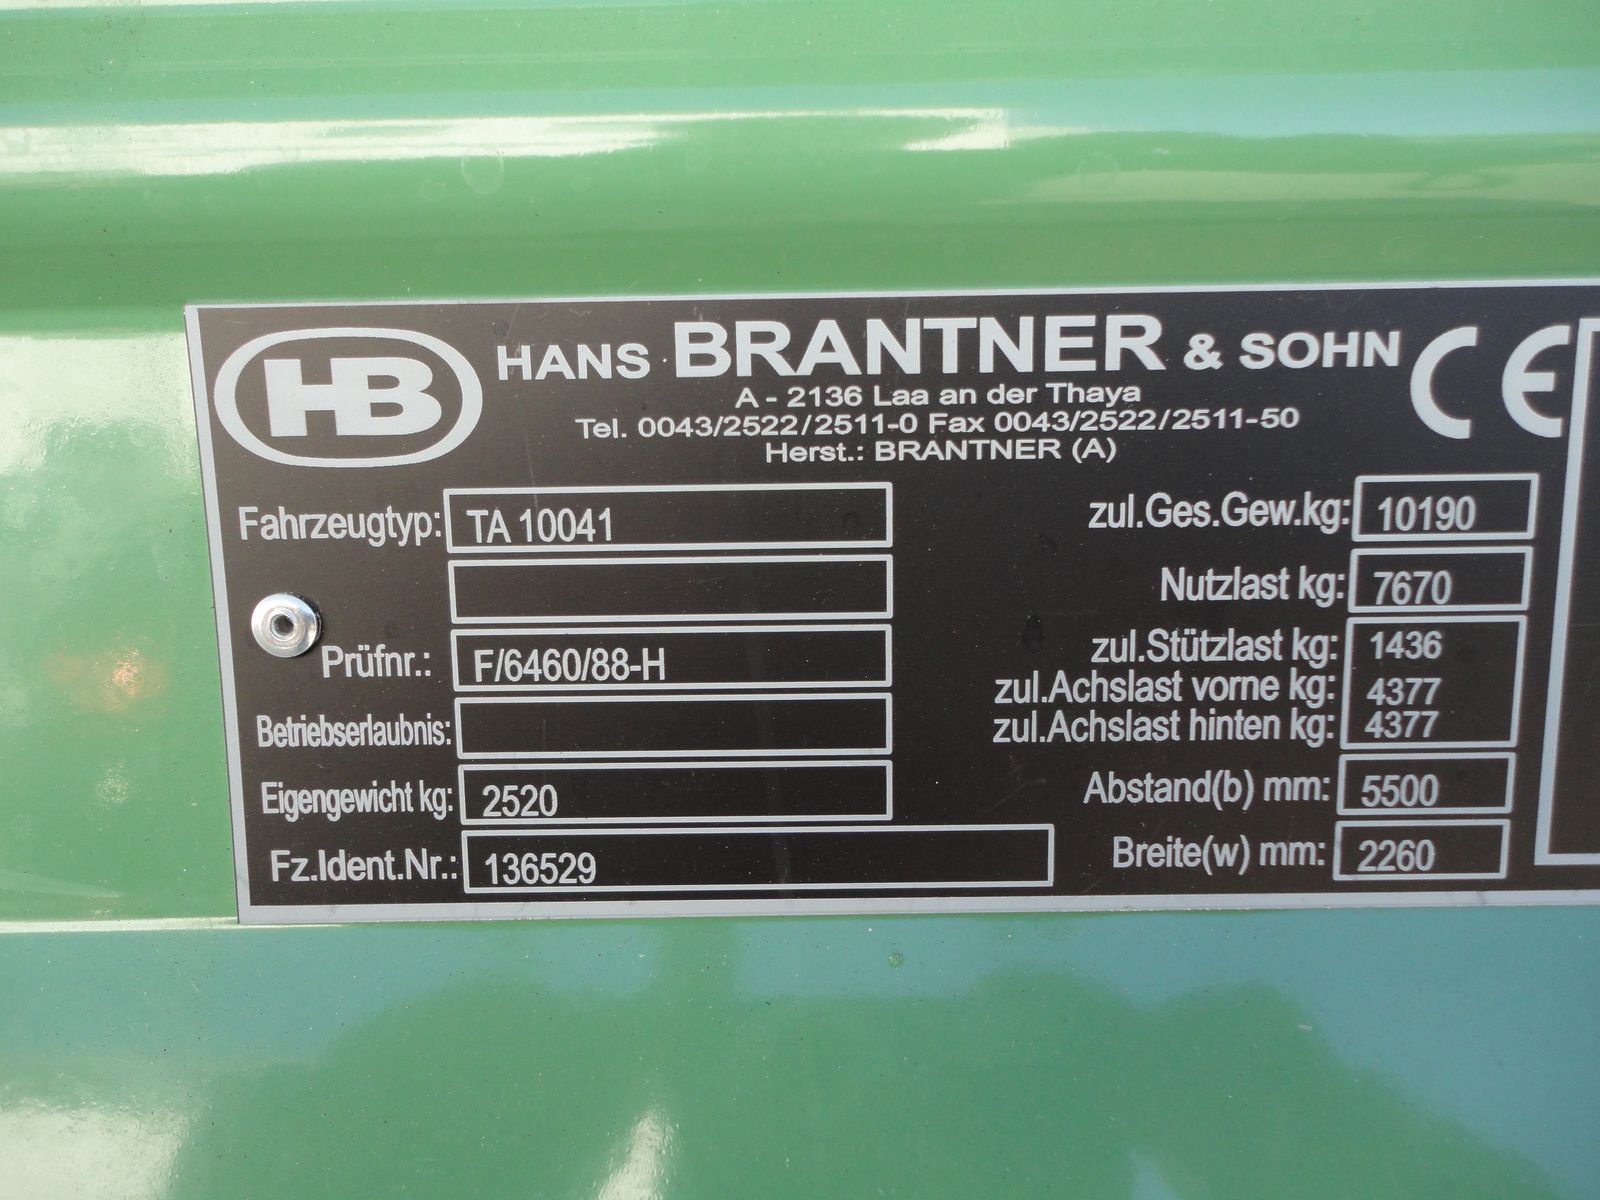 HB
HANS BRANTNER & SOHN CE
A - 2136 Laa an der Thaya
Tel. 0043/2522/2511-0 Fax 0043/2522/2511-50
Herst.: BRANTNER (A)
Fahrzeugtyp: TA 10041
Prüfnr.: F/6460/88-H
Betriebserlaubnis:
Eigengewicht kg: 2520
Fz.Ident.Nr.: 136529
zul.Ges.Gew.kg: 10190
Nutzlast kg: 7670
zul.Stützlast kg: 1436
zul.Achslast vorne kg: 4377
zul.Achslast hinten kg: 4377
Abstand(b) mm: 5500
Breite(w) mm: 2260